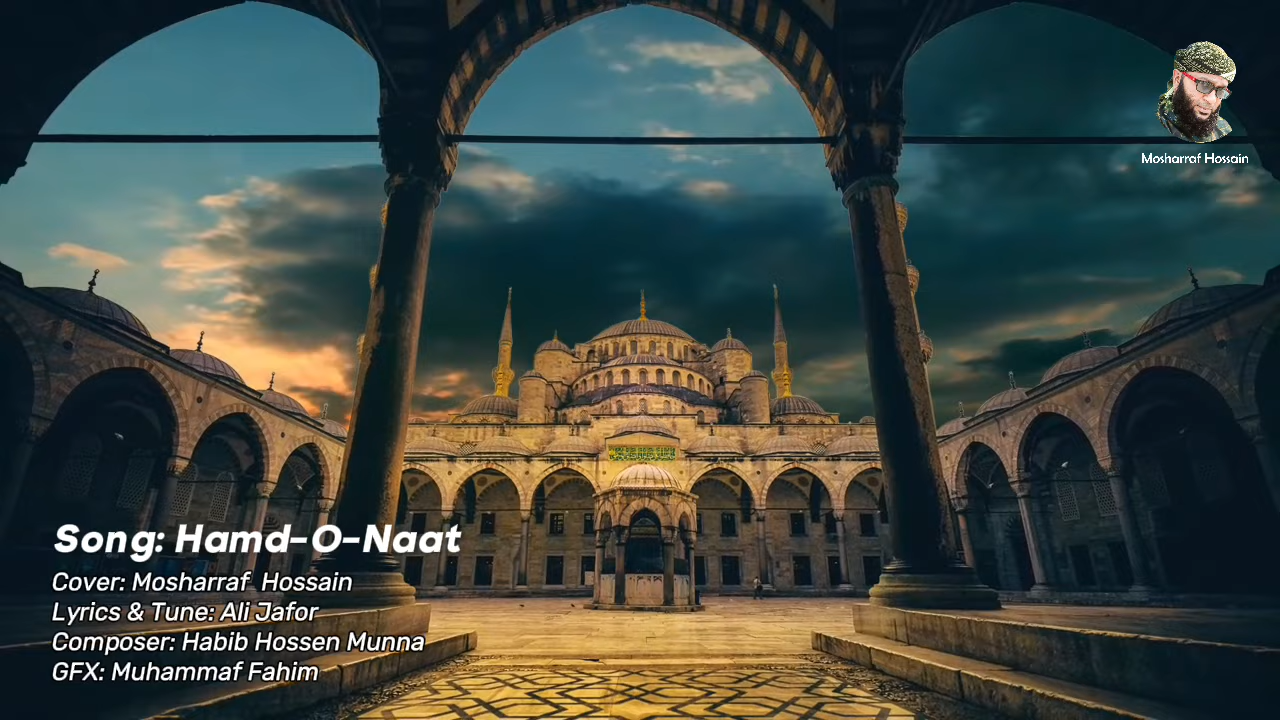 Mosharraf Hossain
Song: Hamd-O-Naat
Cover: Mosharraf Hossain
Lyrics & Tune: Ali Jafor
Composer: Habib Hossen Munna
GFX: Muhammaf Fahim